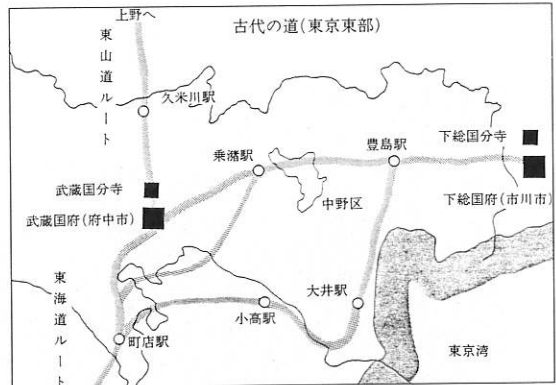 古代の道(東京東部)
上野へ
東山道ルート
久米川駅
乗潴駅
豊島駅
下総国分寺
武蔵国分寺
武蔵国府(府中市)
中野区
下総国府(市川市)
東海道ルート
町店駅
小高駅
大井駅
東京湾